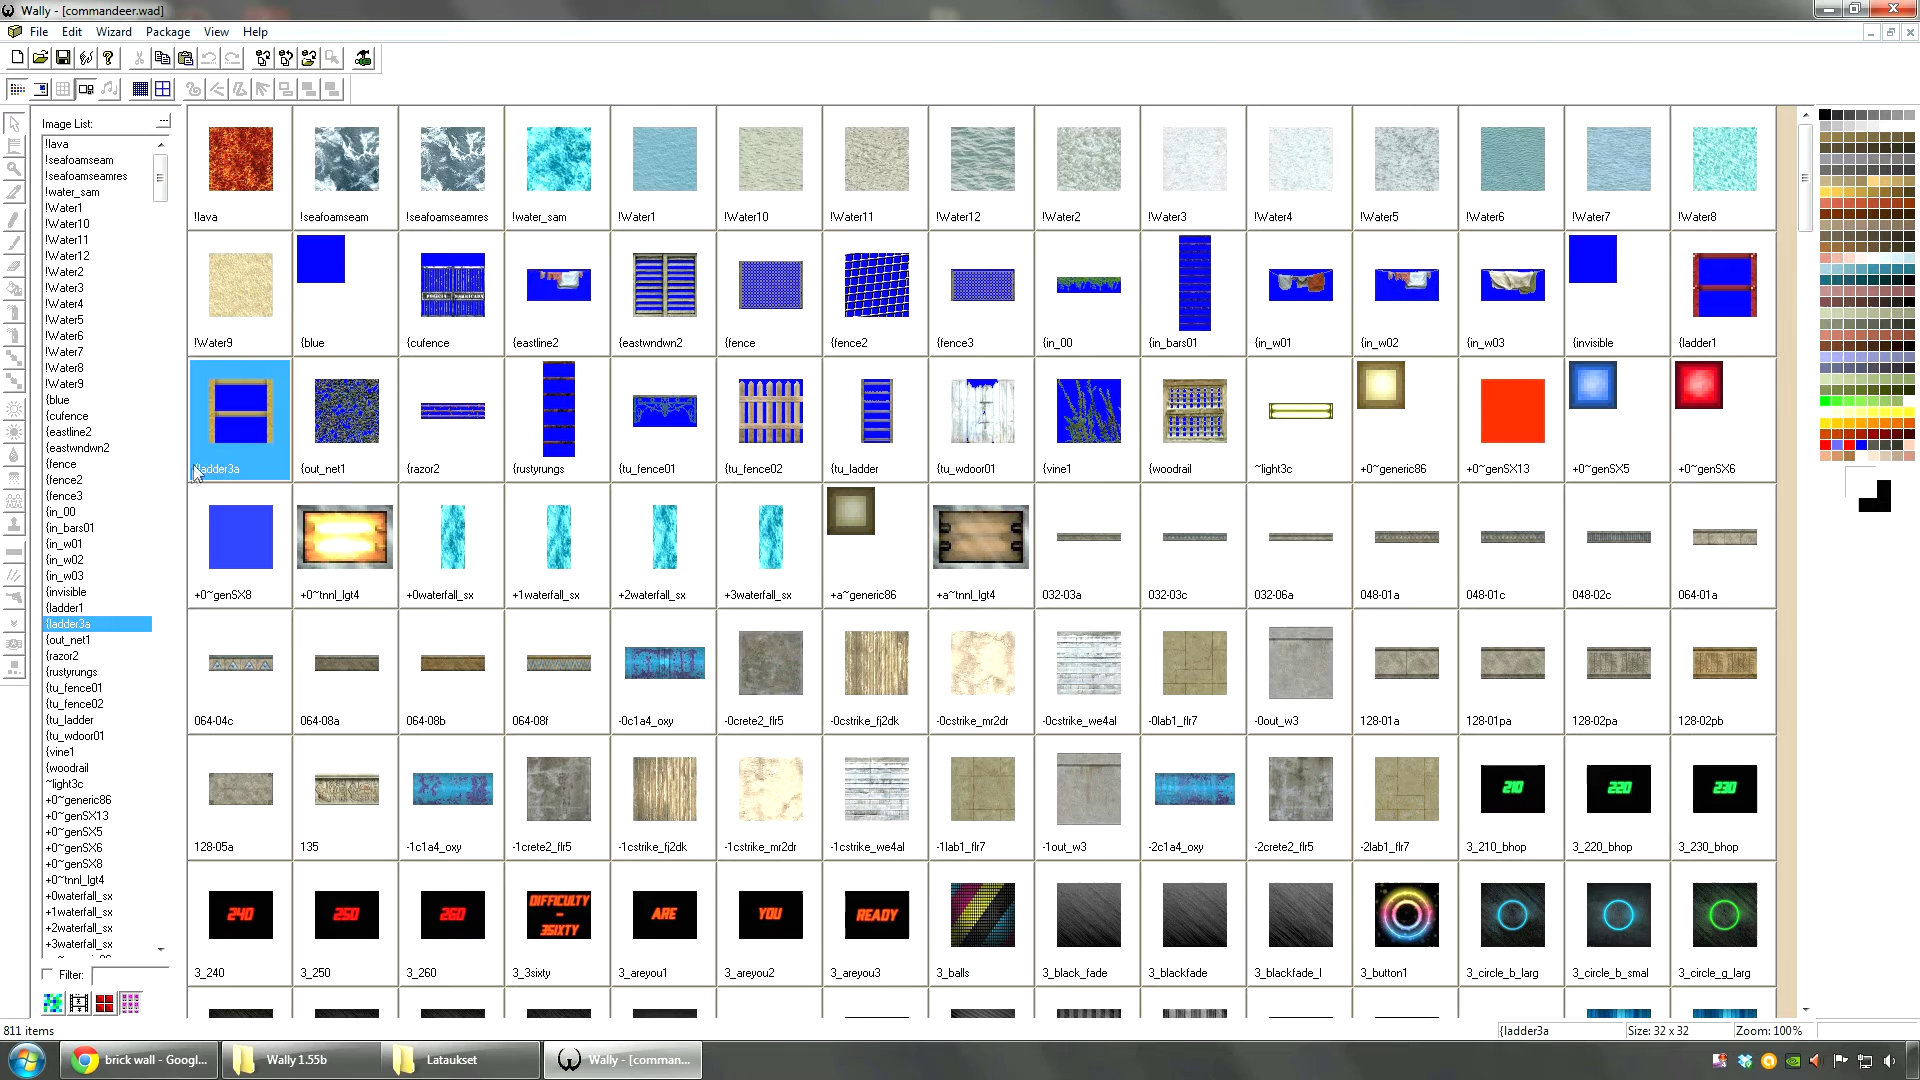 Wally - [commandeer.wad]
File Edit Wizard Package View Help
Image List:
!lava
!seafoamseam
!seafoamseamres
!water_sam
!Water1
!Water10
!Water11
!Water12
!Water2
!Water3
!Water4
!Water5
!Water6
!Water7
!Water8
!Water9
{blue
{cufence
{eastline2
{eastwndwn2
{fence
{fence2
{fence3
{in_00
{in_bars01
{in_w01
{in_w02
{in_w03
{invisible
{ladder1
{ladder3a
{out_net1
{razor2
{rustyrungs
{tu_fence01
{tu_fence02
{tu_ladder
{tu_wdoor01
{vine1
{woodrail
~light3c
+0~generic86
+0~genSX13
+0~genSX5
+0~genSX6
+0~genSX8
+0~tnnl_lgt4
+0waterfall_sx
+1waterfall_sx
+2waterfall_sx
+3waterfall_sx
Filter:
!lava !seafoamseam !seafoamseamres !water_sam !Water1 !Water10 !Water11 !Water12 !Water2 !Water3 !Water4 !Water5 !Water6 !Water7 !Water8
!Water9 {blue {cufence {eastline2 {eastwndwn2 {fence {fence2 {fence3 {in_00 {in_bars01 {in_w01 {in_w02 {in_w03 {invisible {ladder1
{ladder3a {out_net1 {razor2 {rustyrungs {tu_fence01 {tu_fence02 {tu_ladder {tu_wdoor01 {vine1 {woodrail ~light3c +0~generic86 +0~genSX13 +0~genSX5 +0~genSX6
+0~genSX8 +0~tnnl_lgt4 +0waterfall_sx +1waterfall_sx +2waterfall_sx +3waterfall_sx +a~generic86 +a~tnnl_lgt4 032-03a 032-03c 032-06a 048-01a 048-01c 048-02c 064-01a
064-04c 064-08a 064-08b 064-08f -0c1a4_oxy -0crete2_flr5 -0cstrike_fj2dk -0cstrike_mr2dr -0cstrike_we4al -0lab1_flr7 -0out_w3 128-01a 128-01pa 128-02pa 128-02pb
210 220 230
128-05a 135 -1c1a4_oxy -1crete2_flr5 -1cstrike_fj2dk -1cstrike_mr2dr -1cstrike_we4al -1lab1_flr7 -1out_w3 -2c1a4_oxy -2crete2_flr5 -2lab1_flr7 3_210_bhop 3_220_bhop 3_230_bhop
240 250 260 DIFFICULTY - 3SIXTY ARE YOU READY
3_240 3_250 3_260 3_3sixty 3_areyou1 3_areyou2 3_areyou3 3_balls 3_black_fade 3_blackfade 3_blackfade_l 3_button1 3_circle_b_larg 3_circle_b_smal 3_circle_g_larg
811 items {ladder3a Size: 32 x 32 Zoom: 100%
brick wall - Googl... Wally 1.55b Lataukset Wally - [comman...